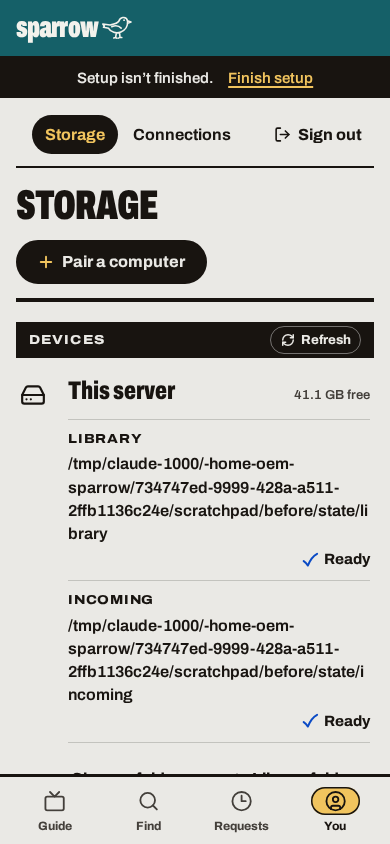 sparrow
Setup isn’t finished. Finish setup
Storage Connections Sign out
STORAGE
Pair a computer
DEVICES Refresh
This server 41.1 GB free
LIBRARY
/tmp/claude-1000/-home-oem-
sparrow/734747ed-9999-428a-a511-
2ffb1136c24e/scratchpad/before/state/li
brary
Ready
INCOMING
/tmp/claude-1000/-home-oem-
sparrow/734747ed-9999-428a-a511-
2ffb1136c24e/scratchpad/before/state/i
ncoming
Ready
Guide Find Requests You